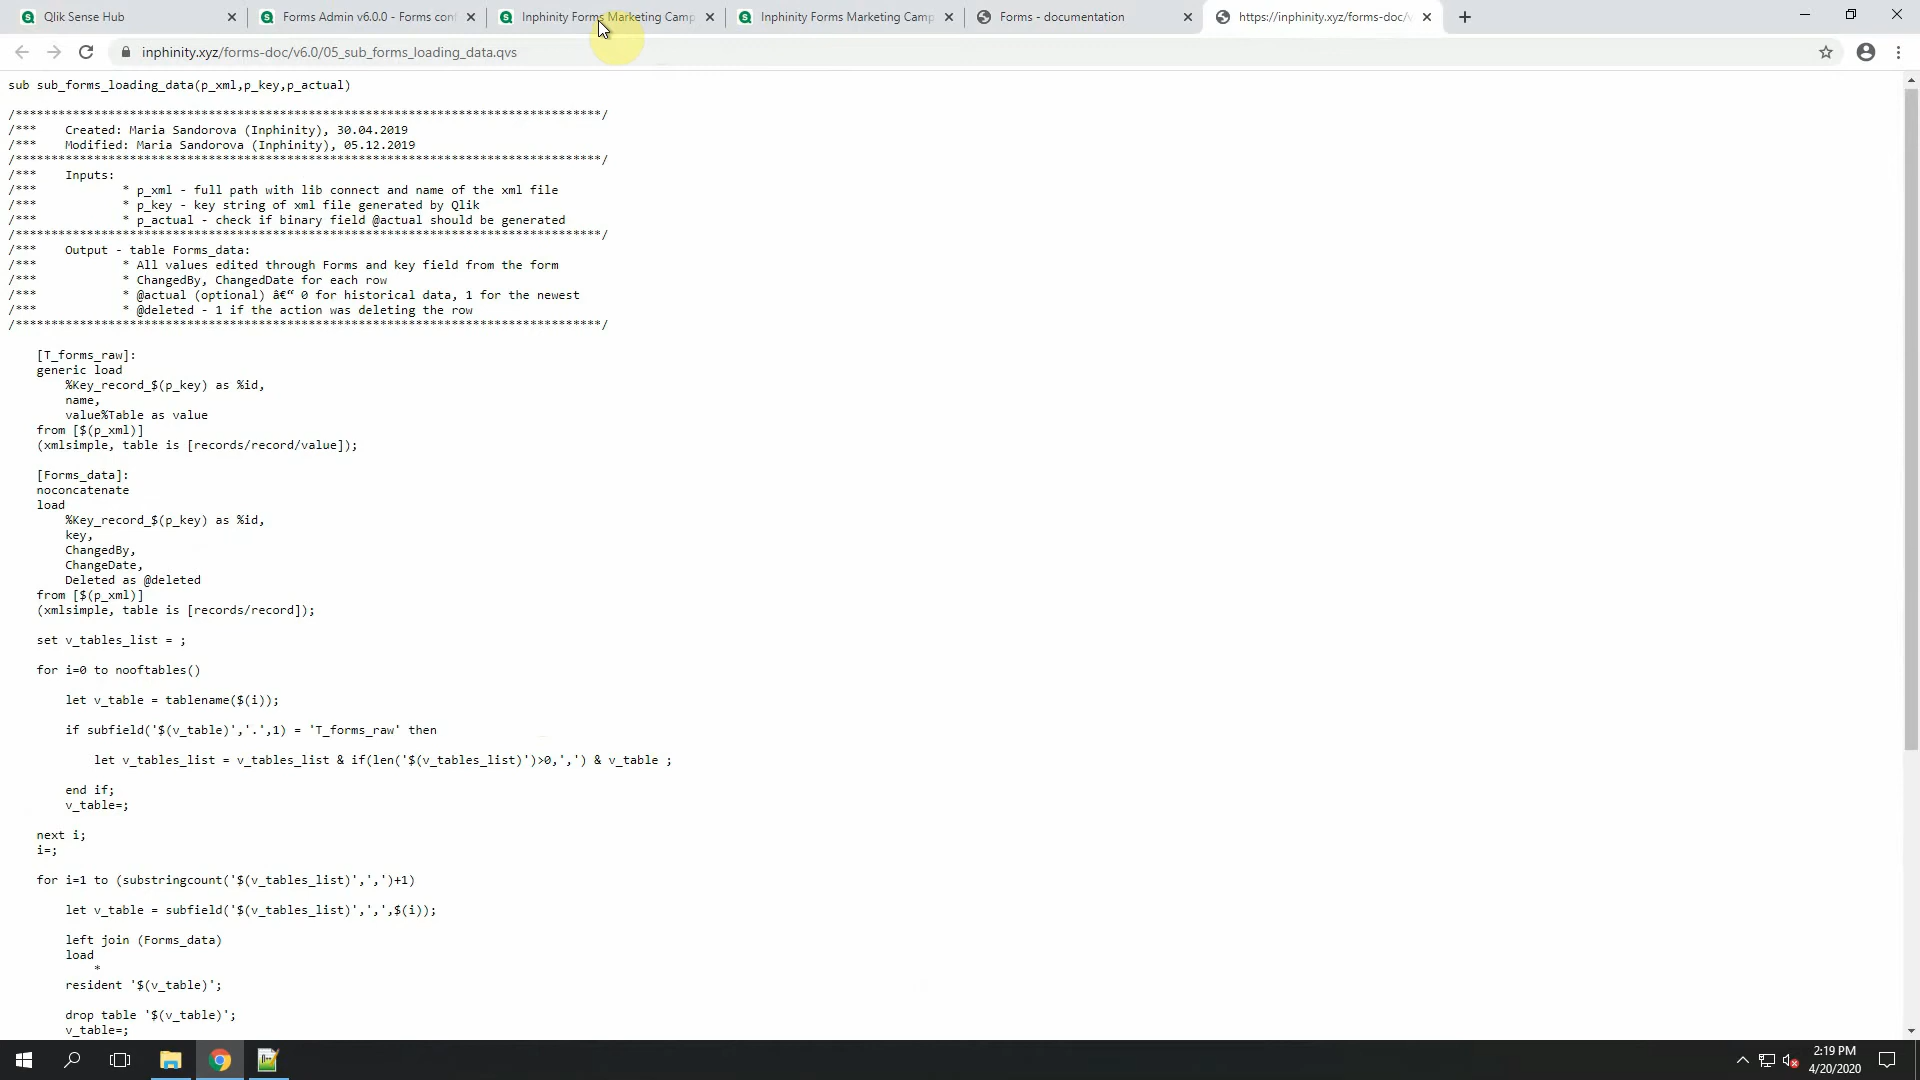 Qlik Sense Hub
Forms Admin v6.0.0 - Forms con
Inphinity Forms Marketing Camp
Inphinity Forms Marketing Camp
Forms - documentation
https://inphinity.xyz/forms-doc/
inphinity.xyz/forms-doc/v6.0/05_sub_forms_loading_data.qvs
sub sub_forms_loading_data(p_xml,p_key,p_actual)
/***********************************************************************************/
/*** Created: Maria Sandorova (Inphinity), 30.04.2019
/*** Modified: Maria Sandorova (Inphinity), 05.12.2019
/***********************************************************************************/
/*** Inputs:
/*** * p_xml - full path with lib connect and name of the xml file
/*** * p_key - key string of xml file generated by Qlik
/*** * p_actual - check if binary field @actual should be generated
/***********************************************************************************/
/*** Output - table Forms_data:
/*** * All values edited through Forms and key field from the form
/*** * ChangedBy, ChangedDate for each row
/*** * @actual (optional) â€“ 0 for historical data, 1 for the newest
/*** * @deleted - 1 if the action was deleting the row
/***********************************************************************************/
[T_forms_raw]:
generic load
%Key_record_$(p_key) as %id,
name,
value%Table as value
from [$(p_xml)]
(xmlsimple, table is [records/record/value]);
[Forms_data]:
noconcatenate
load
%Key_record_$(p_key) as %id,
key,
ChangedBy,
ChangeDate,
Deleted as @deleted
from [$(p_xml)]
(xmlsimple, table is [records/record]);
set v_tables_list = ;
for i=0 to nooftables()
let v_table = tablename($(i));
if subfield('$(v_table)','.',1) = 'T_forms_raw' then
let v_tables_list = v_tables_list & if(len('$(v_tables_list)')>0,',') & v_table ;
end if;
v_table=;
next i;
i=;
for i=1 to (substringcount('$(v_tables_list)',',')+1)
let v_table = subfield('$(v_tables_list)',',',$(i));
left join (Forms_data)
load
*
resident '$(v_table)';
drop table '$(v_table)';
v_table=;
2:19 PM
4/20/2020